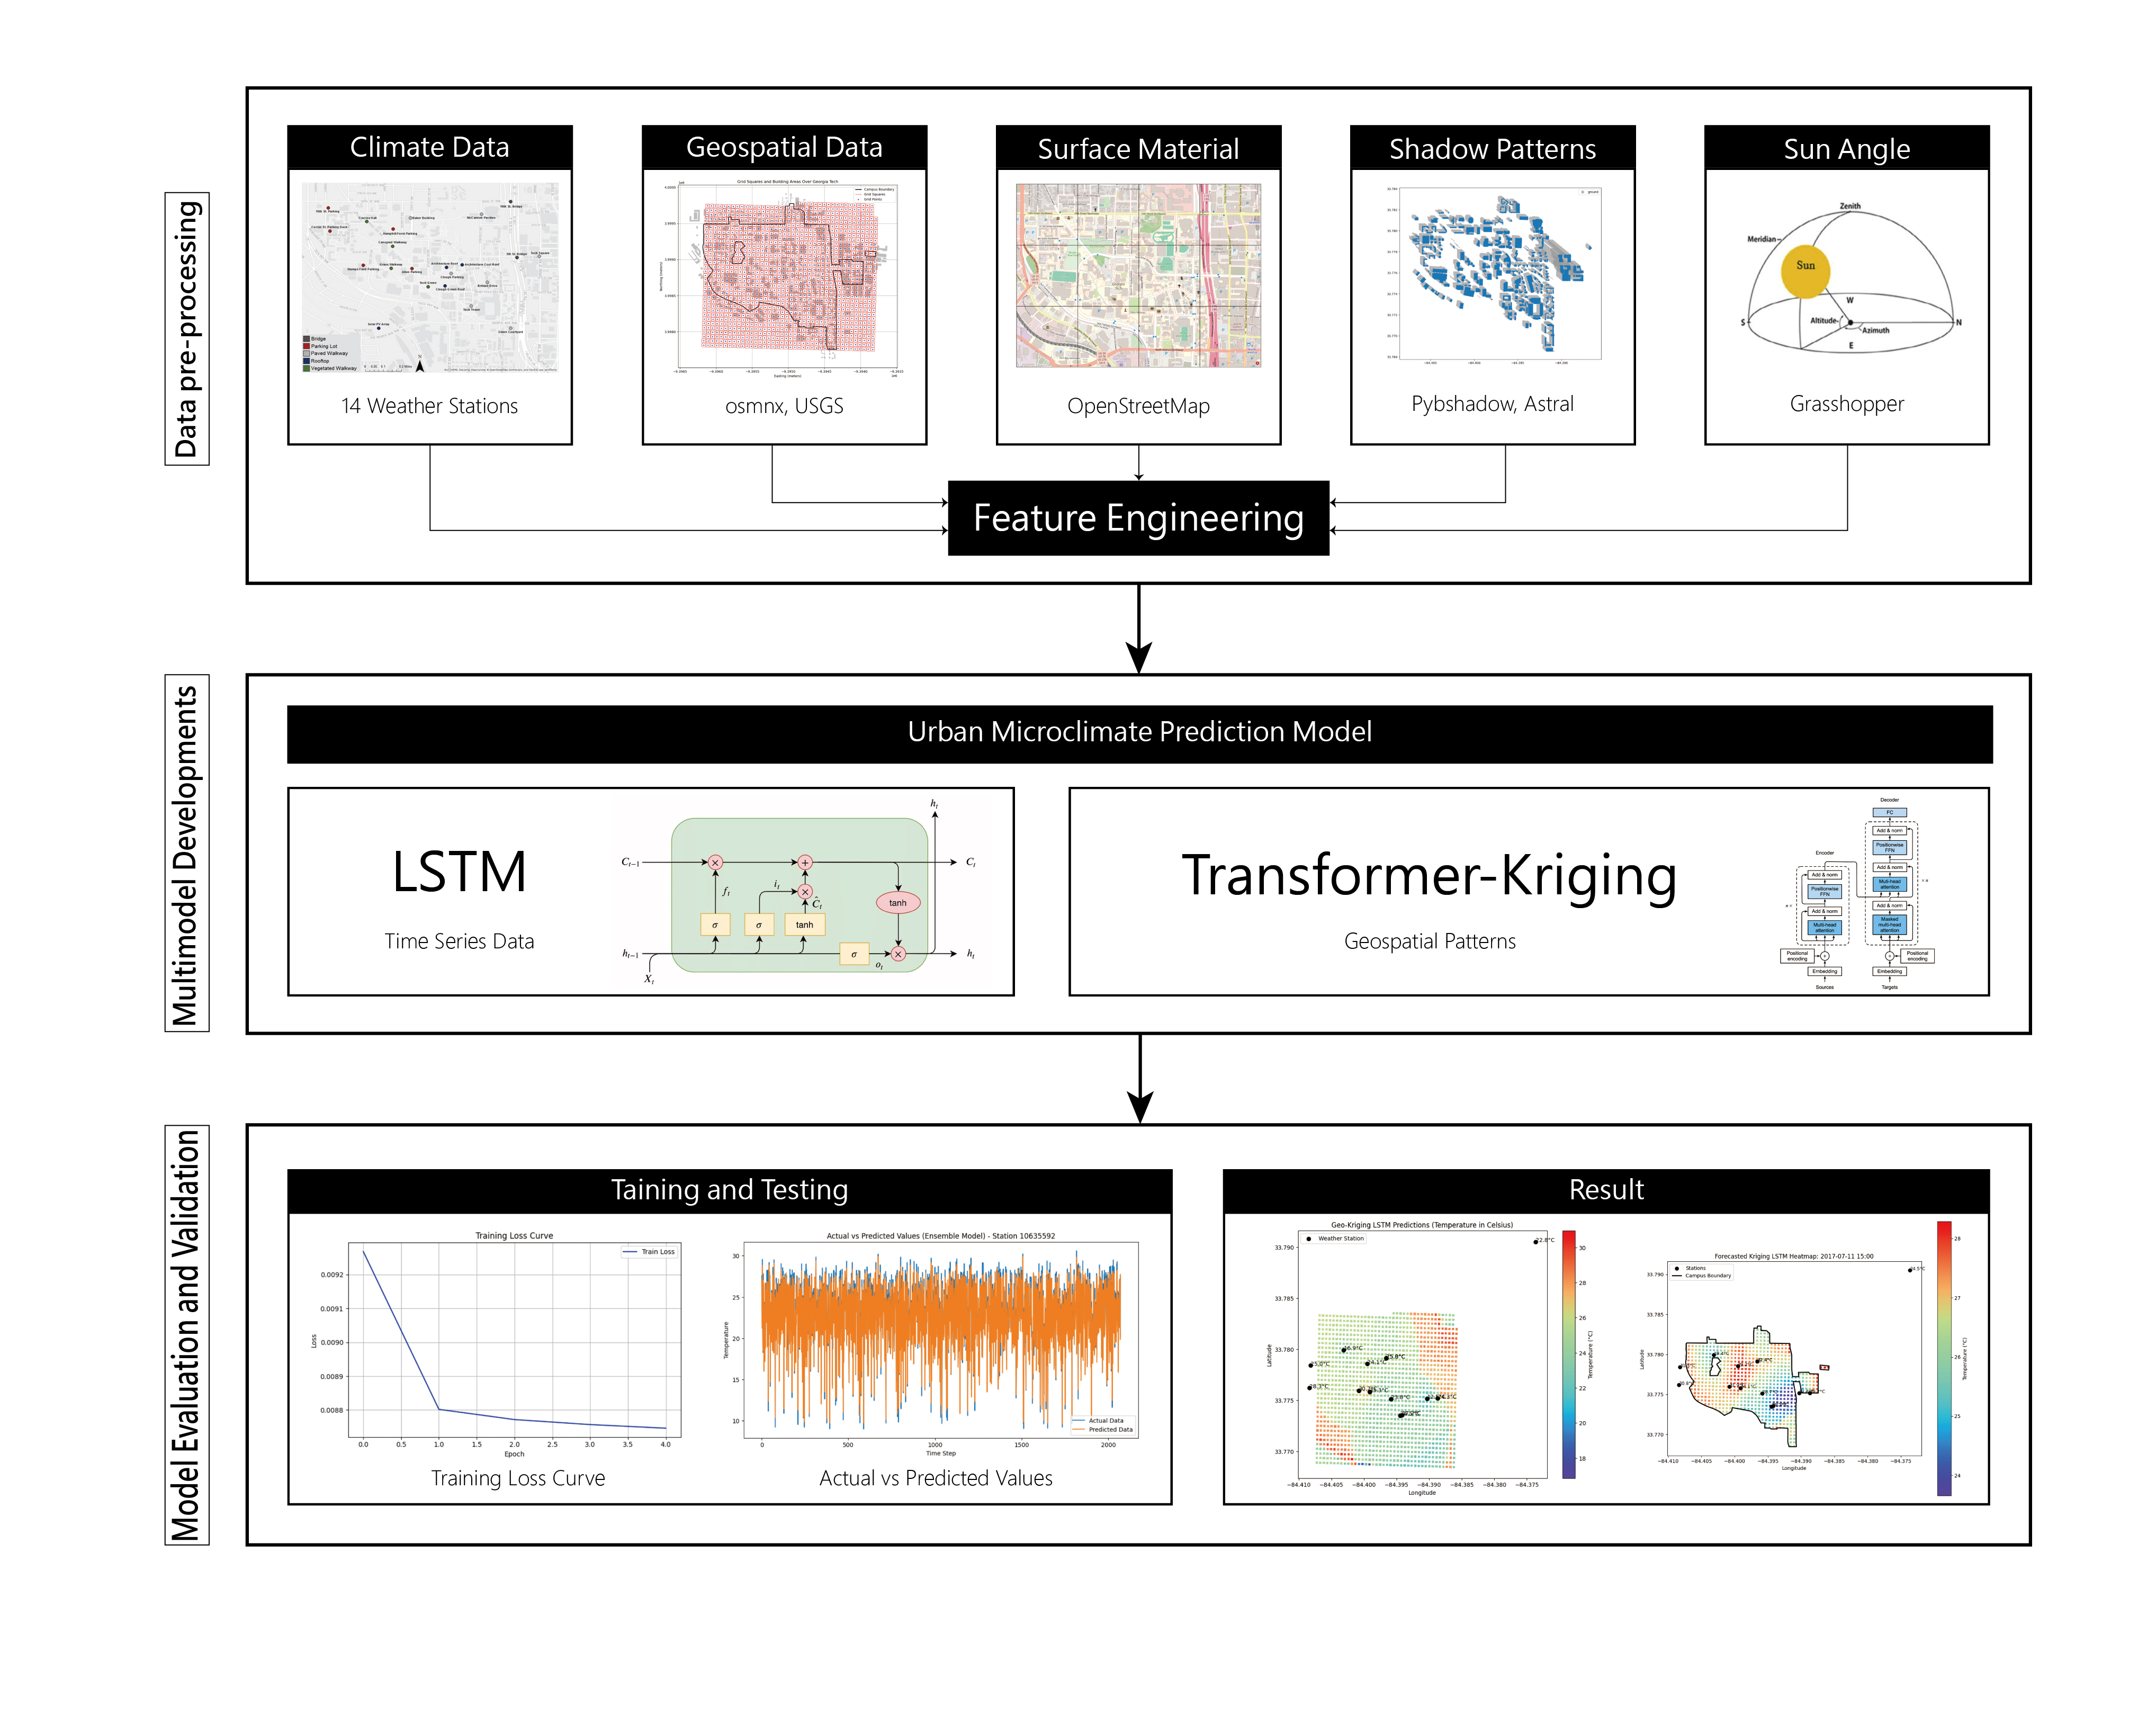 Data pre-processing
Climate Data
Bridge
Parking Lot
Paved Walkway
Rooftop
Vegetated Walkway
14 Weather Stations
Geospatial Data
Grid Squares and Building Areas Over Georgia Tech
Campus Boundary
Grid Squares
Grid Points
osmnx, USGS
Surface Material
OpenStreetMap
Shadow Patterns
ground
Pybshadow, Astral
Sun Angle
Zenith
Meridian
Sun
W
S
Altitude
N
Azimuth
E
Grasshopper
Feature Engineering
Multimodel Developments
Urban Microclimate Prediction Model
LSTM
Time Series Data
hₜ
Cₜ₋₁
×
+
Cₜ
fₜ
iₜ
×
Ĉₜ
tanh
σ
σ
tanh
hₜ₋₁
σ
oₜ
×
hₜ
Xₜ
Transformer-Kriging
Geospatial Patterns
Decoder
FC
Add & norm
Positionwise
FFN
Encoder
Add & norm
Add & norm
Multi-head
attention
Positionwise
FFN
Add & norm
Add & norm
Masked
multi-head
attention
Multi-head
attention
Positional
encoding
Positional
encoding
Embedding
Embedding
Sources
Targets
Model Evaluation and Validation
Taining and Testing
Training Loss Curve
Train Loss
Loss
0.0092
0.0091
0.0090
0.0089
0.0088
0.0 0.5 1.0 1.5 2.0 2.5 3.0 3.5 4.0
Epoch
Training Loss Curve
Actual vs Predicted Values (Ensemble Model) - Station 10635592
Temperature
30
25
20
15
10
Actual Data
Predicted Data
0 500 1000 1500 2000
Time Step
Actual vs Predicted Values
Result
Geo-Kriging LSTM Predictions (Temperature in Celsius)
Weather Station
22.8°C
Latitude
33.790
33.785
33.780
33.775
33.770
−84.410 −84.405 −84.400 −84.395 −84.390 −84.385 −84.380 −84.375
Longitude
30
28
26
24
22
20
18
Temperature (°C)
Forecasted Kriging LSTM Heatmap: 2017-07-11 15:00
Stations
Campus Boundary
Latitude
33.790
33.785
33.780
33.775
33.770
−84.410 −84.405 −84.400 −84.395 −84.390 −84.385 −84.380 −84.375
Longitude
28
27
26
25
24
Temperature (°C)